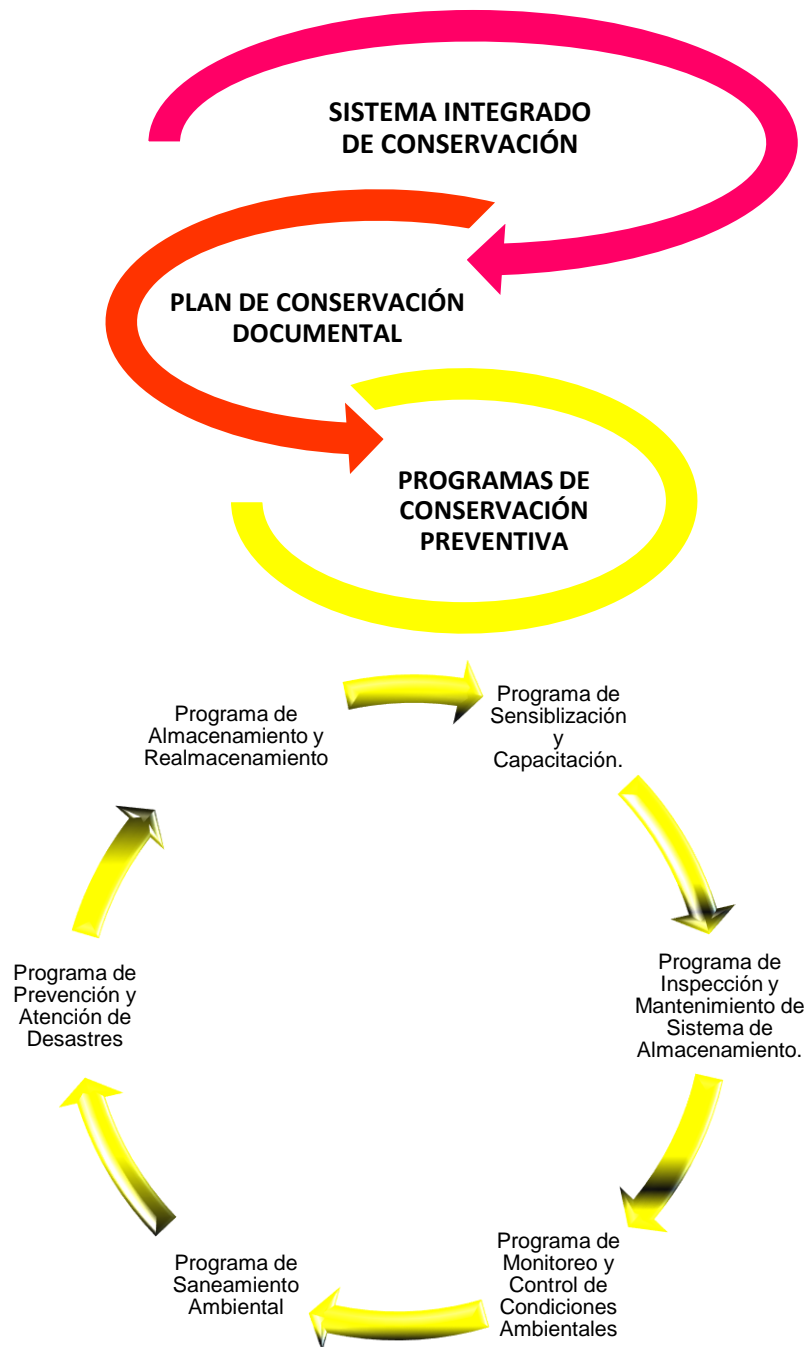 SISTEMA INTEGRADO
DE CONSERVACIÓN
PLAN DE CONSERVACIÓN
DOCUMENTAL
PROGRAMAS DE
CONSERVACIÓN
PREVENTIVA
Programa de
Sensiblización
y
Capacitación.
Programa de
Inspección y
Mantenimiento de
Sistema de
Almacenamiento.
Programa de
Monitoreo y
Control de
Condiciones
Ambientales
Programa de
Saneamiento
Ambiental
Programa de
Prevención y
Atención de
Desastres
Programa de
Almacenamiento y
Realmacenamiento